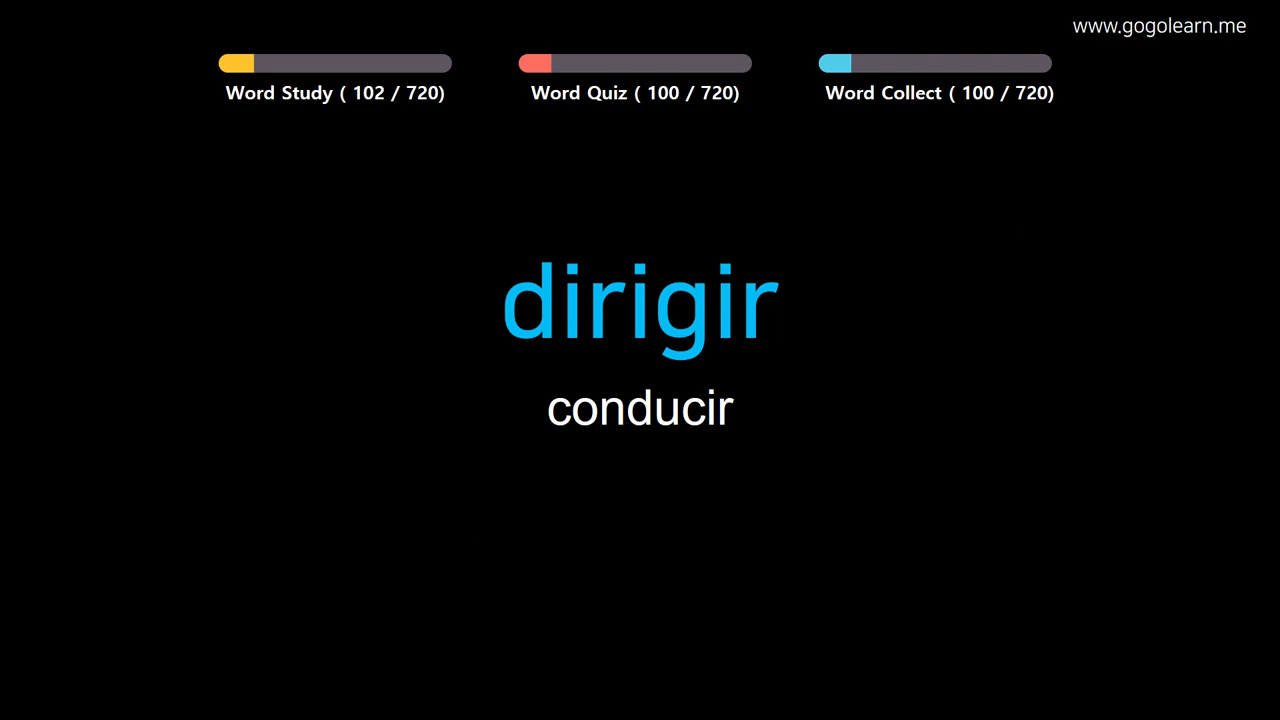 www.gogolearn.me
Word Study ( 102 / 720)
Word Quiz ( 100 / 720)
Word Collect ( 100 / 720)
dirigir
conducir